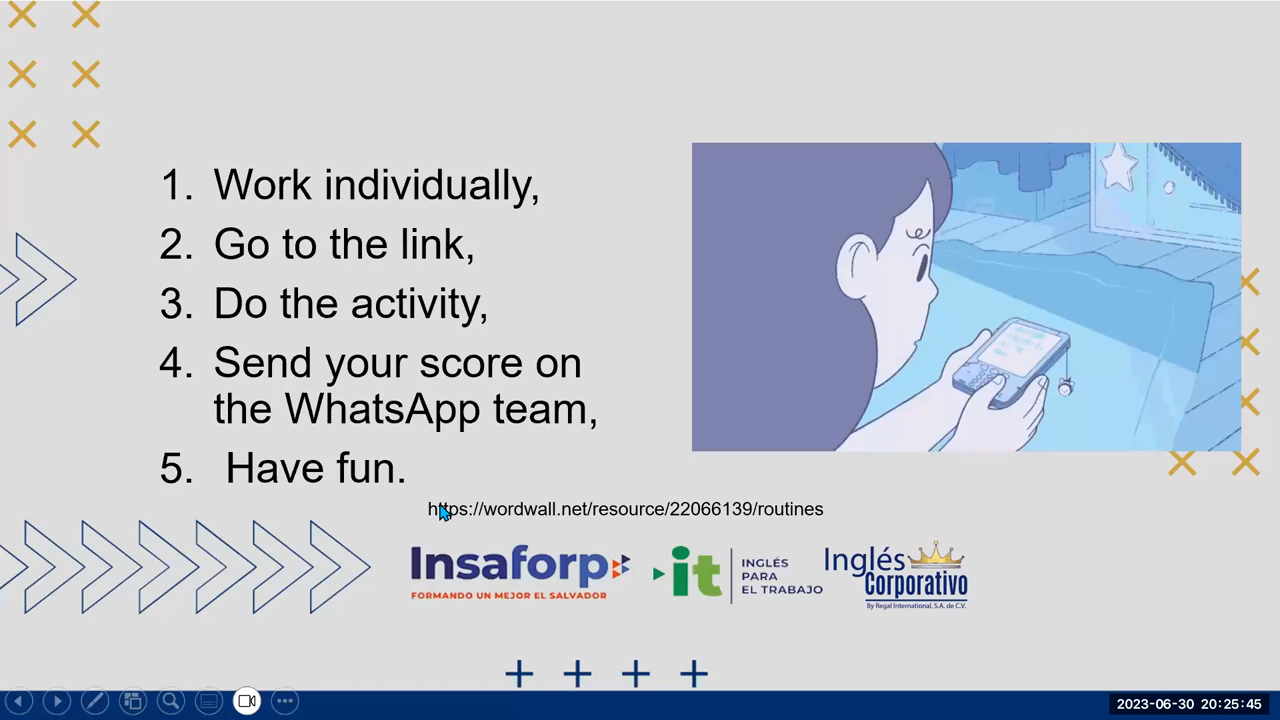 1. Work individually,
2. Go to the link,
3. Do the activity,
4. Send your score on
the WhatsApp team,
5. Have fun.
https://wordwall.net/resource/22066139/routines
Insaforp
FORMANDO UN MEJOR EL SALVADOR
it
INGLÉS
PARA
EL TRABAJO
Inglés
Corporativo
By Regal International, S.A. de C.V.
2023-06-30 20:25:45